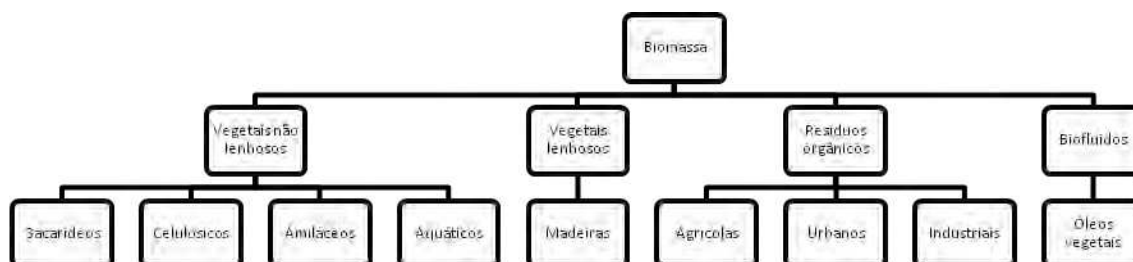 Biomassa
Vegetais não
lenhosos
Vegetais
lenhosos
Resíduos
orgânicos
Biofluidos
Sacarídeos
Celulósicos
Amiláceos
Aquáticos
Madeiras
Agrícolas
Urbanos
Industriais
Óleos
vegetais